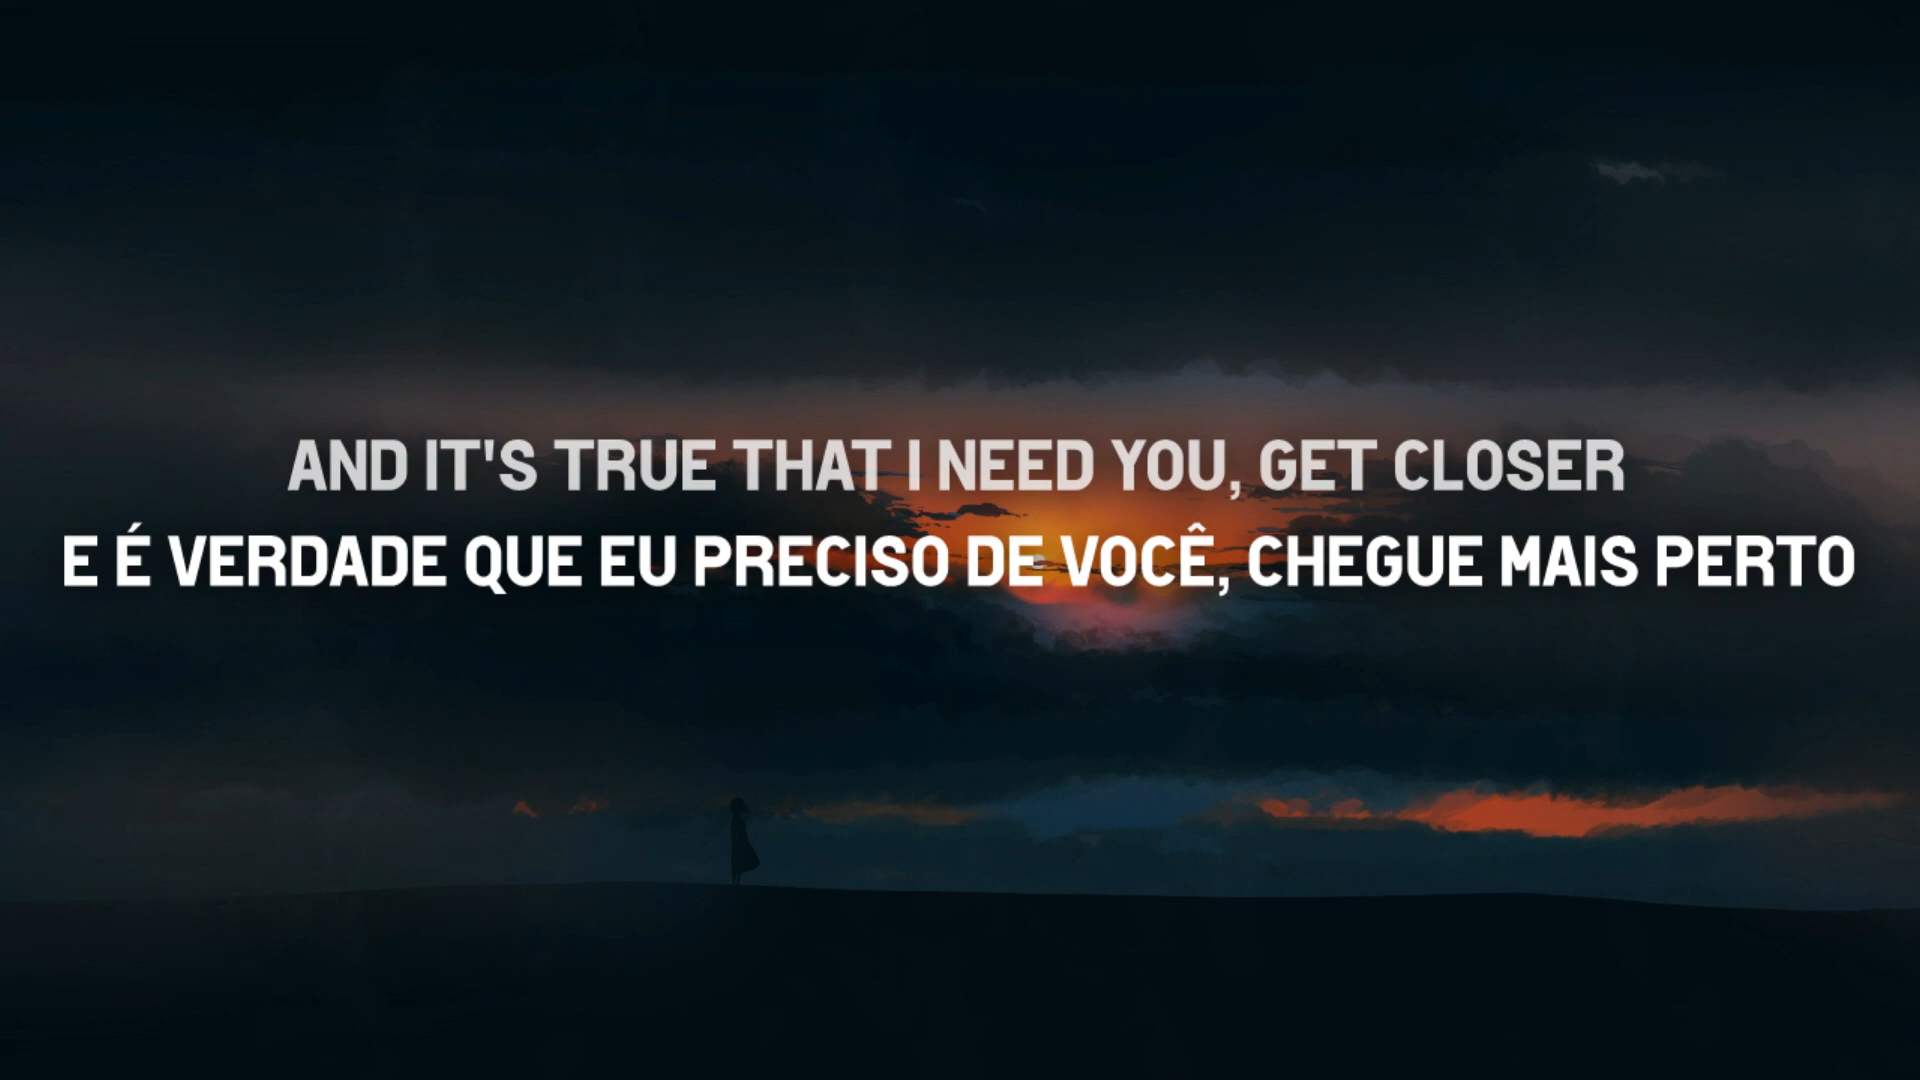 AND IT'S TRUE THAT I NEED YOU, GET CLOSER
E É VERDADE QUE EU PRECISO DE VOCÊ, CHEGUE MAIS PERTO